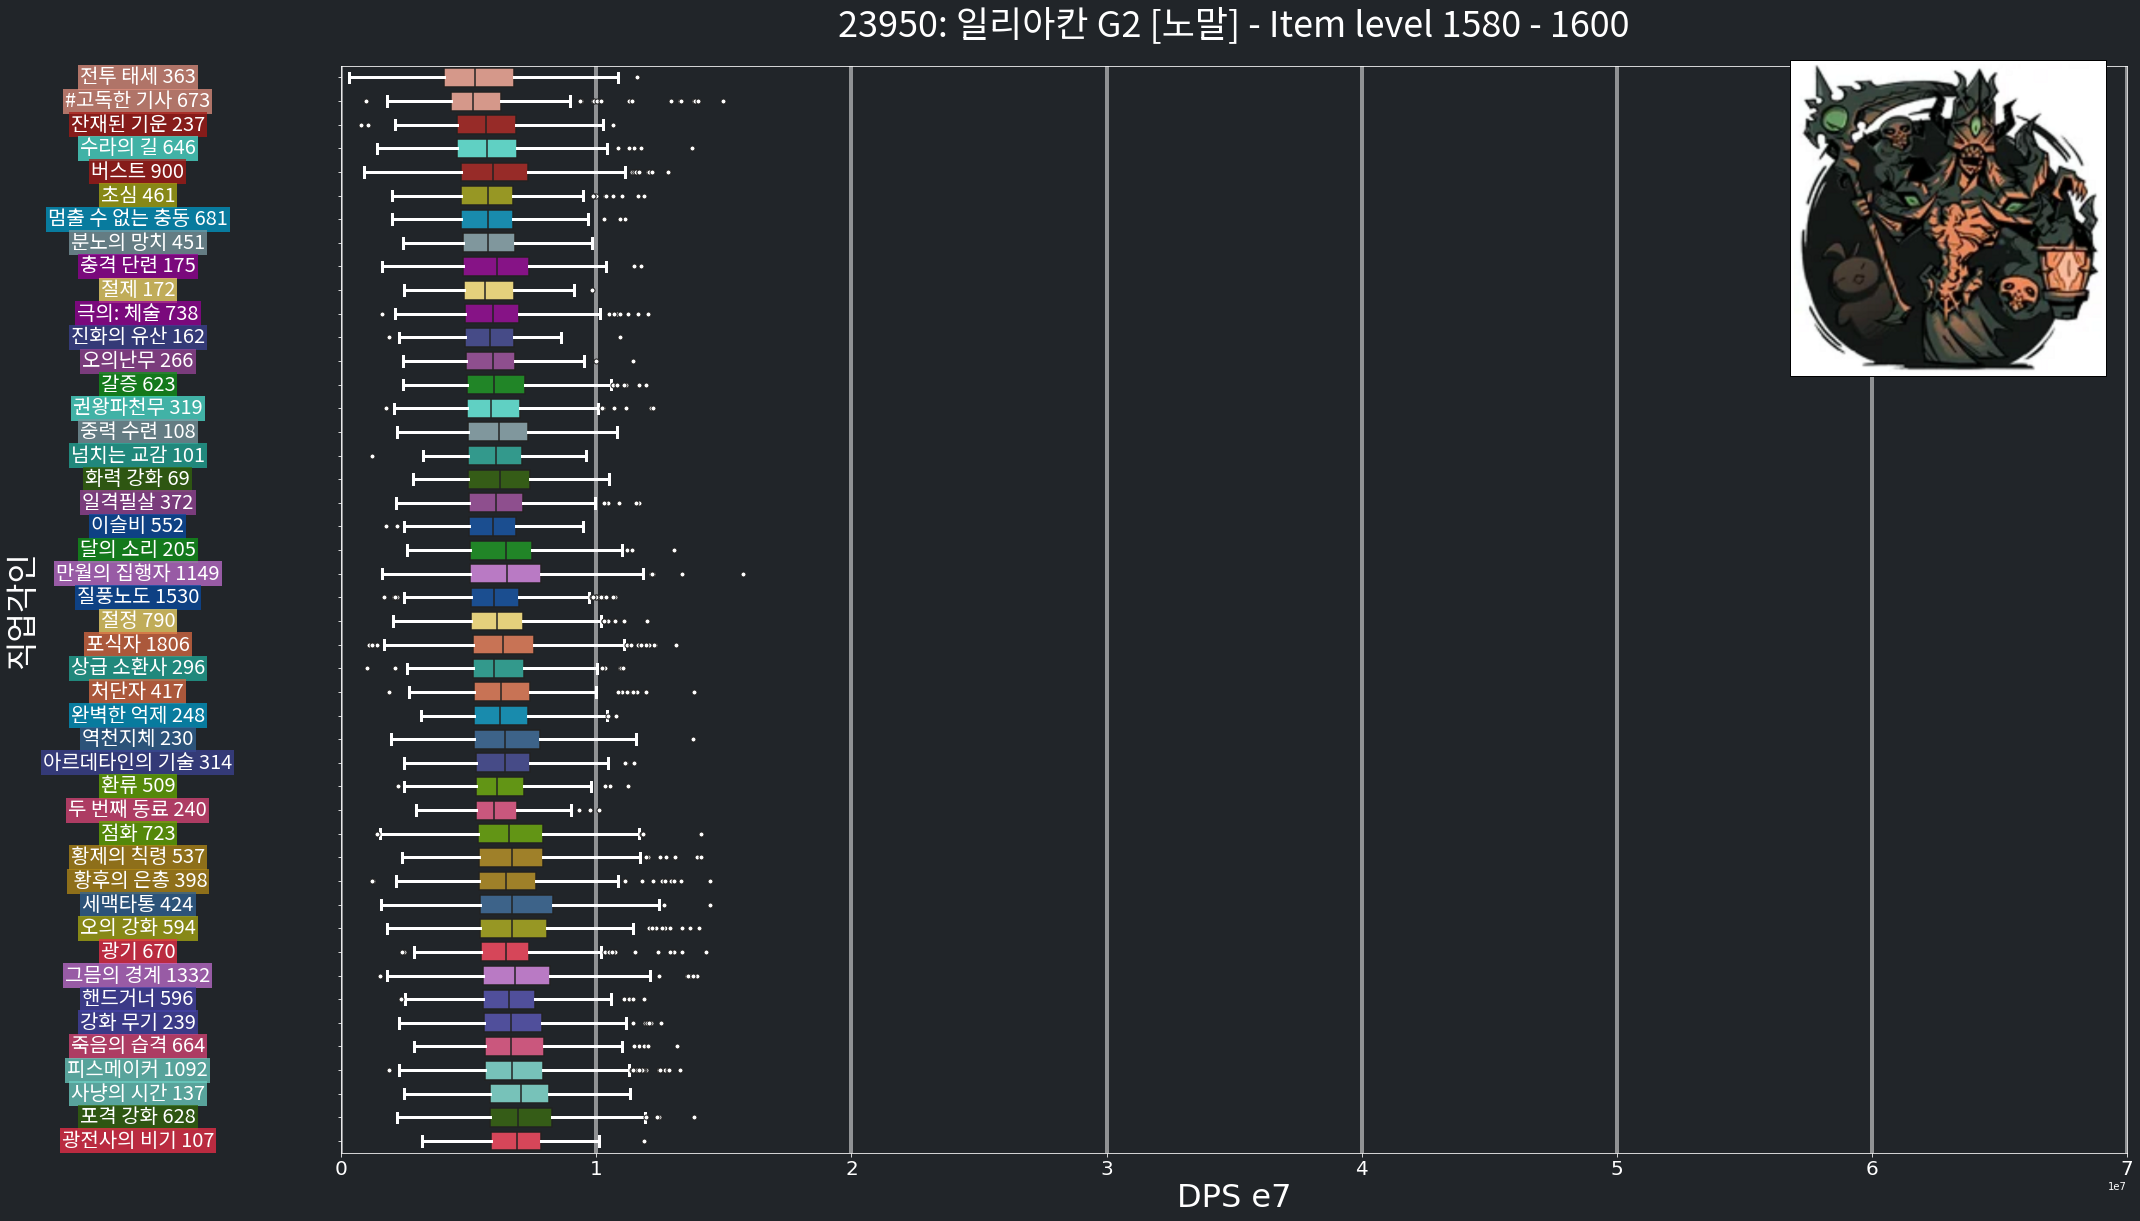 23950: 일리아칸 G2 [노말] - Item level 1580 - 1600
직업각인
전투 태세 363
#고독한 기사 673
잔재된 기운 237
수라의 길 646
버스트 900
초심 461
멈출 수 없는 충동 681
분노의 망치 451
충격 단련 175
절제 172
극의: 체술 738
진화의 유산 162
오의난무 266
갈증 623
권왕파천무 319
중력 수련 108
넘치는 교감 101
화력 강화 69
일격필살 372
이슬비 552
달의 소리 205
만월의 집행자 1149
질풍노도 1530
절정 790
포식자 1806
상급 소환사 296
처단자 417
완벽한 억제 248
역천지체 230
아르데타인의 기술 314
환류 509
두 번째 동료 240
점화 723
황제의 칙령 537
황후의 은총 398
세맥타통 424
오의 강화 594
광기 670
그믐의 경계 1332
핸드거너 596
강화 무기 239
죽음의 습격 664
피스메이커 1092
사냥의 시간 137
포격 강화 628
광전사의 비기 107
0 1 2 3 4 5 6 7
DPS e7
1e7